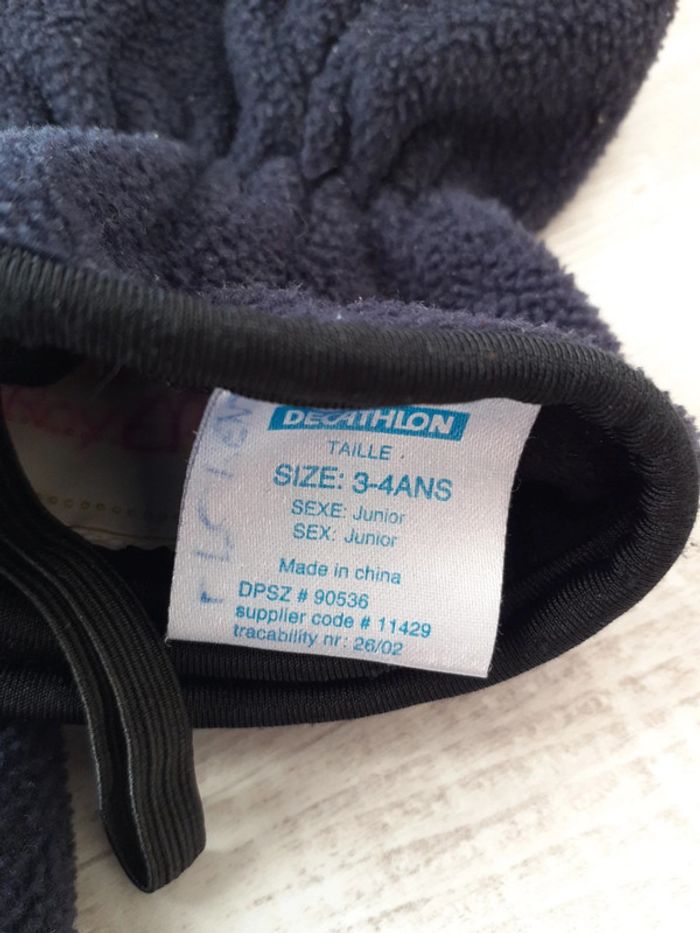 DECATHLON
TAILLE
SIZE: 3-4ANS
SEXE: Junior
SEX: Junior
Made in china
DPSZ # 90536
supplier code # 11429
tracability nr: 26/02